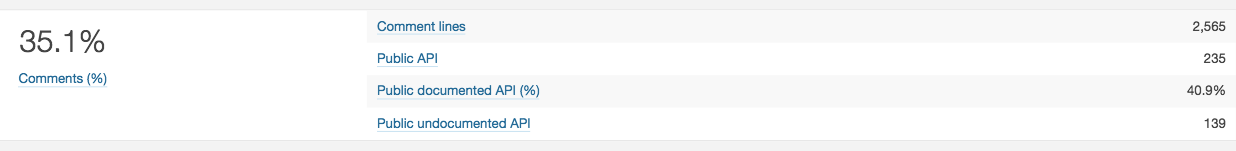 35.1%
Comments (%)
Comment lines 2,565
Public API 235
Public documented API (%) 40.9%
Public undocumented API 139